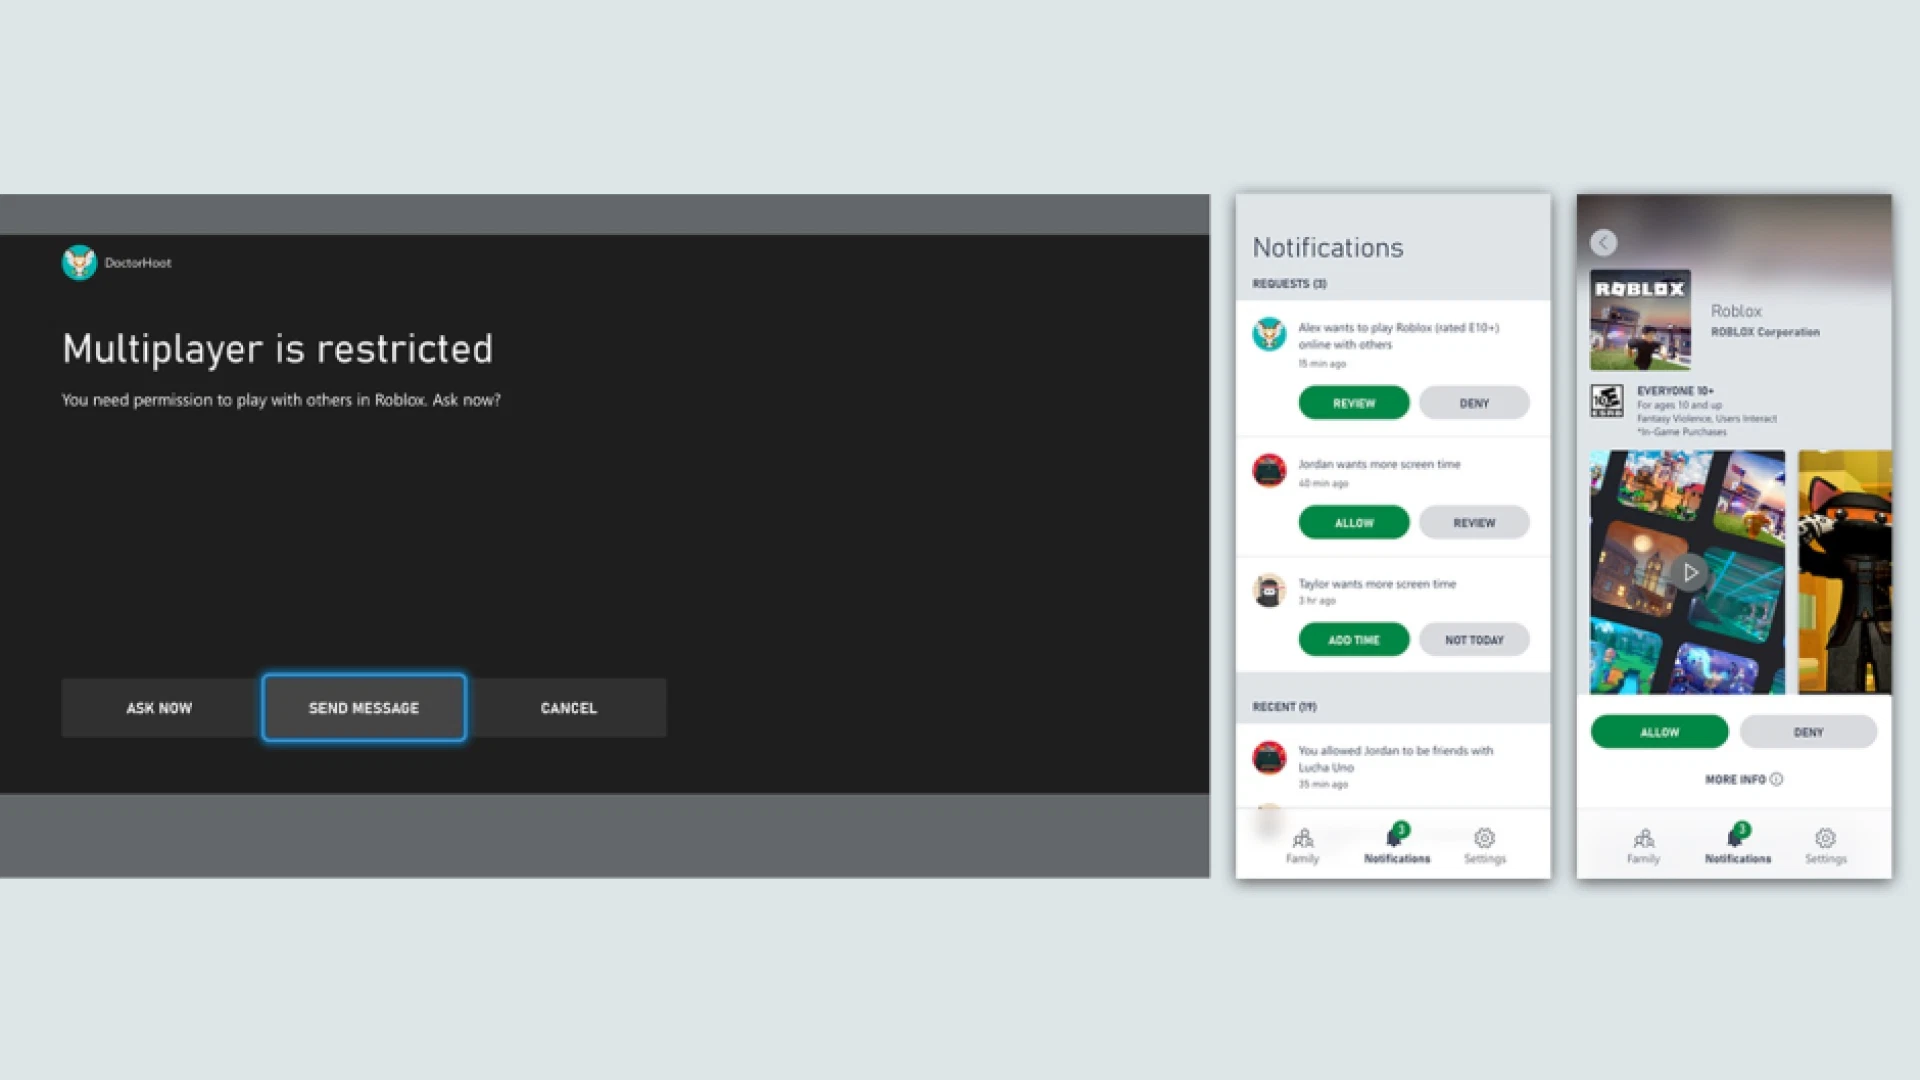 DoctorHoot
Multiplayer is restricted
You need permission to play with others in Roblox. Ask now?
ASK NOW
SEND MESSAGE
CANCEL
Notifications
REQUESTS (3)
Alex wants to play Roblox (rated E10+)
online with others
15 min ago
REVIEW
DENY
Jordan wants more screen time
40 min ago
ALLOW
REVIEW
Taylor wants more screen time
3 hr ago
ADD TIME
NOT TODAY
RECENT (19)
You allowed Jordan to be friends with
Lucha Uno
35 min ago
3
Family
Notifications
Settings
ROBLOX
Roblox
ROBLOX Corporation
E
10+
ESRB
EVERYONE 10+
For ages 10 and up
Fantasy Violence, Users Interact
*In-Game Purchases
ALLOW
DENY
MORE INFO
3
Family
Notifications
Settings